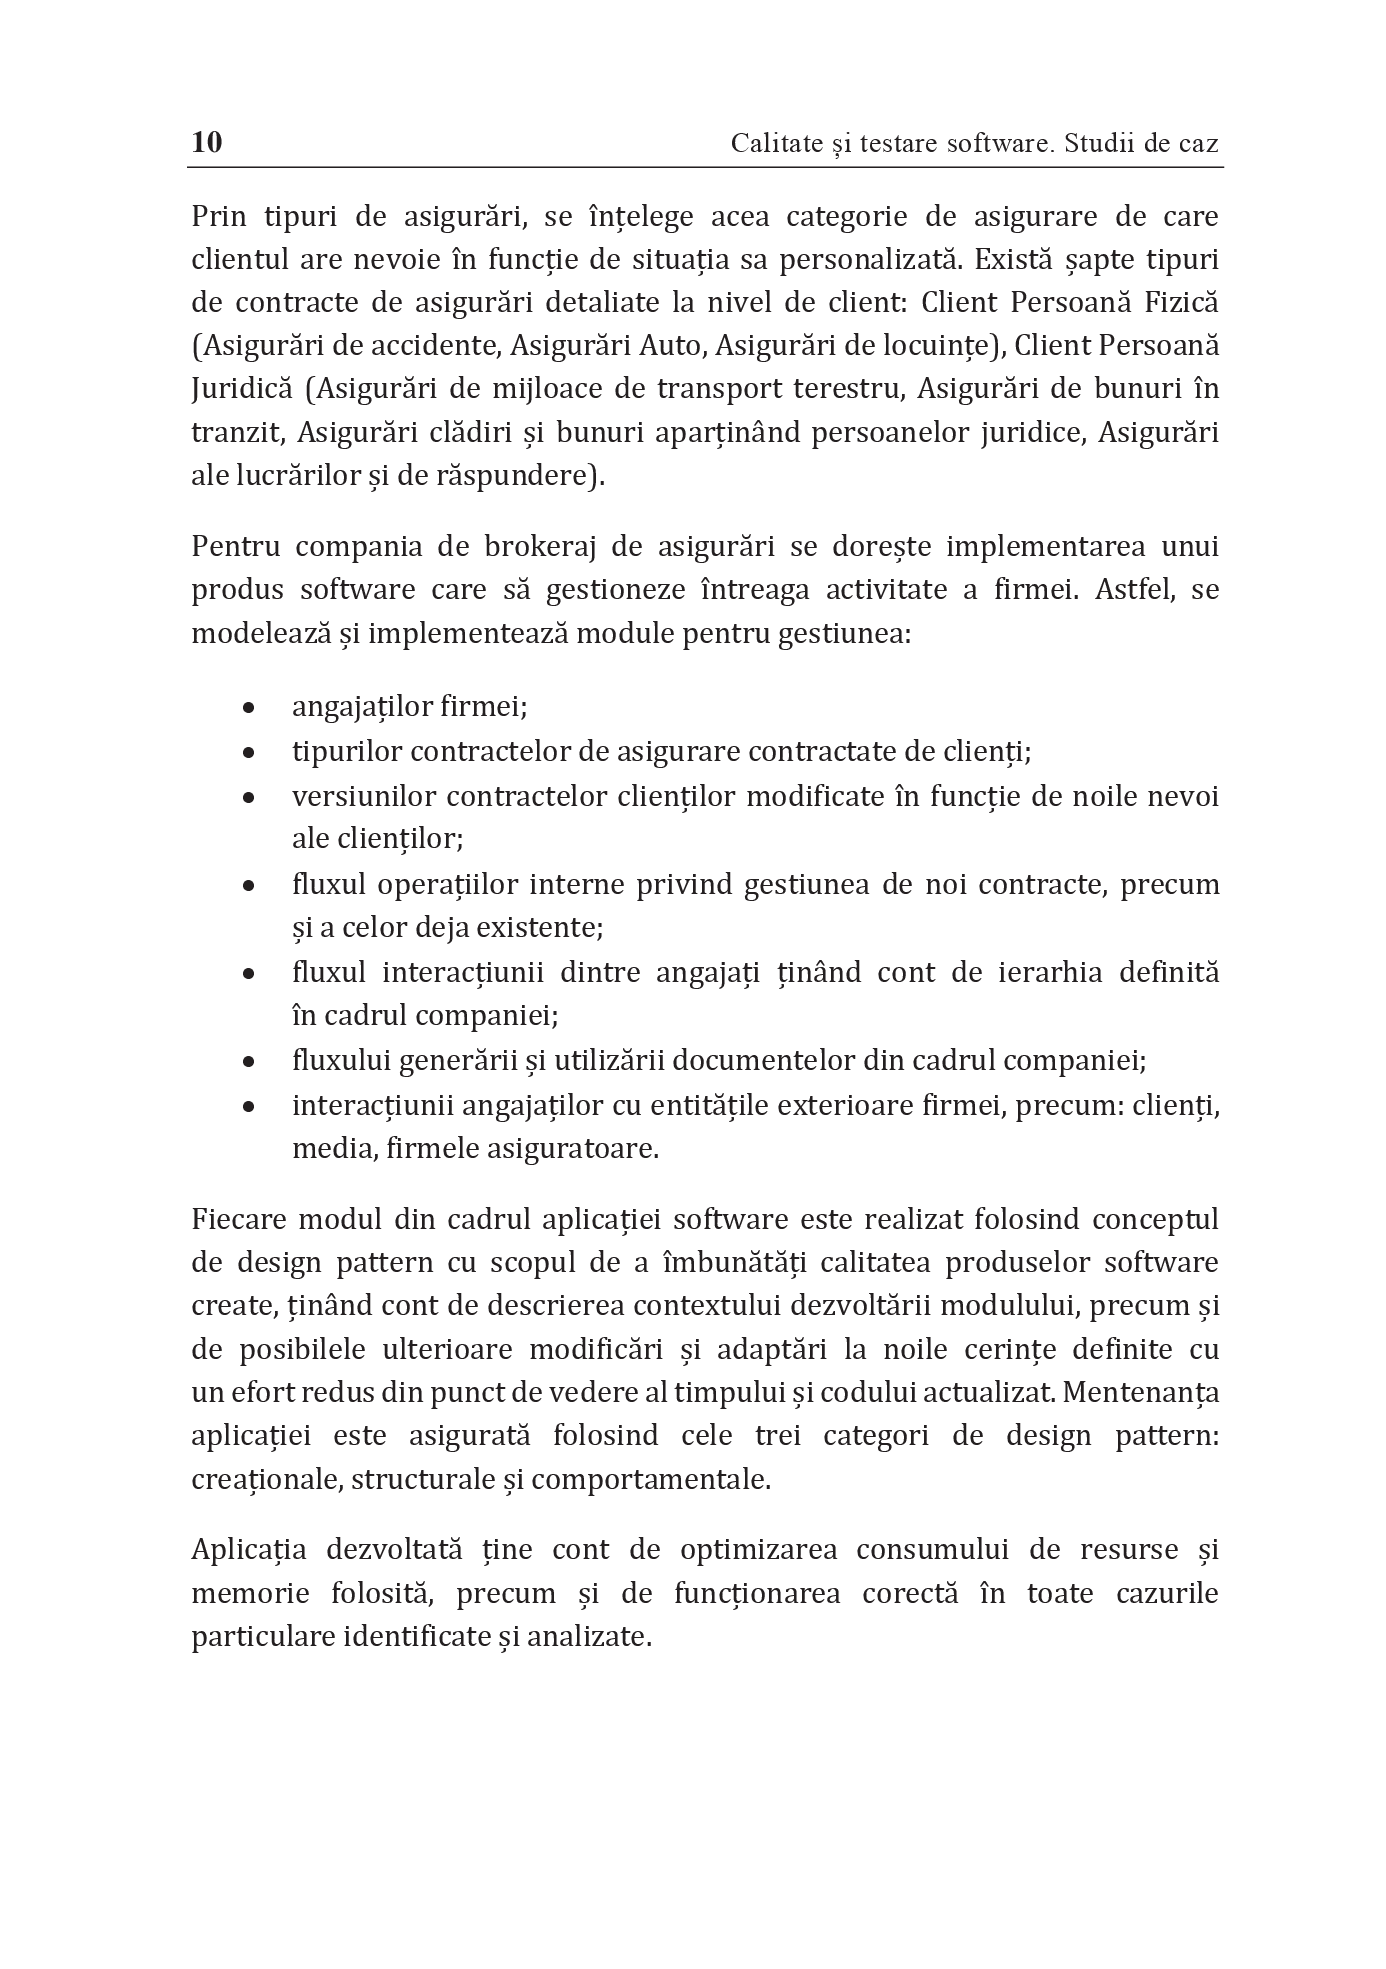 10 Calitate și testare software. Studii de caz
Prin tipuri de asigurări, se înțelege acea categorie de asigurare de care
clientul are nevoie în funcție de situația sa personalizată. Există șapte tipuri
de contracte de asigurări detaliate la nivel de client: Client Persoană Fizică
(Asigurări de accidente, Asigurări Auto, Asigurări de locuințe), Client Persoană
Juridică (Asigurări de mijloace de transport terestru, Asigurări de bunuri în
tranzit, Asigurări clădiri și bunuri aparținând persoanelor juridice, Asigurări
ale lucrărilor și de răspundere).
Pentru compania de brokeraj de asigurări se dorește implementarea unui
produs software care să gestioneze întreaga activitate a firmei. Astfel, se
modelează și implementează module pentru gestiunea:
• angajaților firmei;
• tipurilor contractelor de asigurare contractate de clienți;
• versiunilor contractelor clienților modificate în funcție de noile nevoi
ale clienților;
• fluxul operațiilor interne privind gestiunea de noi contracte, precum
și a celor deja existente;
• fluxul interacțiunii dintre angajați ținând cont de ierarhia definită
în cadrul companiei;
• fluxului generării și utilizării documentelor din cadrul companiei;
• interacțiunii angajaților cu entitățile exterioare firmei, precum: clienți,
media, firmele asiguratoare.
Fiecare modul din cadrul aplicației software este realizat folosind conceptul
de design pattern cu scopul de a îmbunătăți calitatea produselor software
create, ținând cont de descrierea contextului dezvoltării modulului, precum și
de posibilele ulterioare modificări și adaptări la noile cerințe definite cu
un efort redus din punct de vedere al timpului și codului actualizat. Mentenanța
aplicației este asigurată folosind cele trei categori de design pattern:
creaționale, structurale și comportamentale.
Aplicația dezvoltată ține cont de optimizarea consumului de resurse și
memorie folosită, precum și de funcționarea corectă în toate cazurile
particulare identificate și analizate.